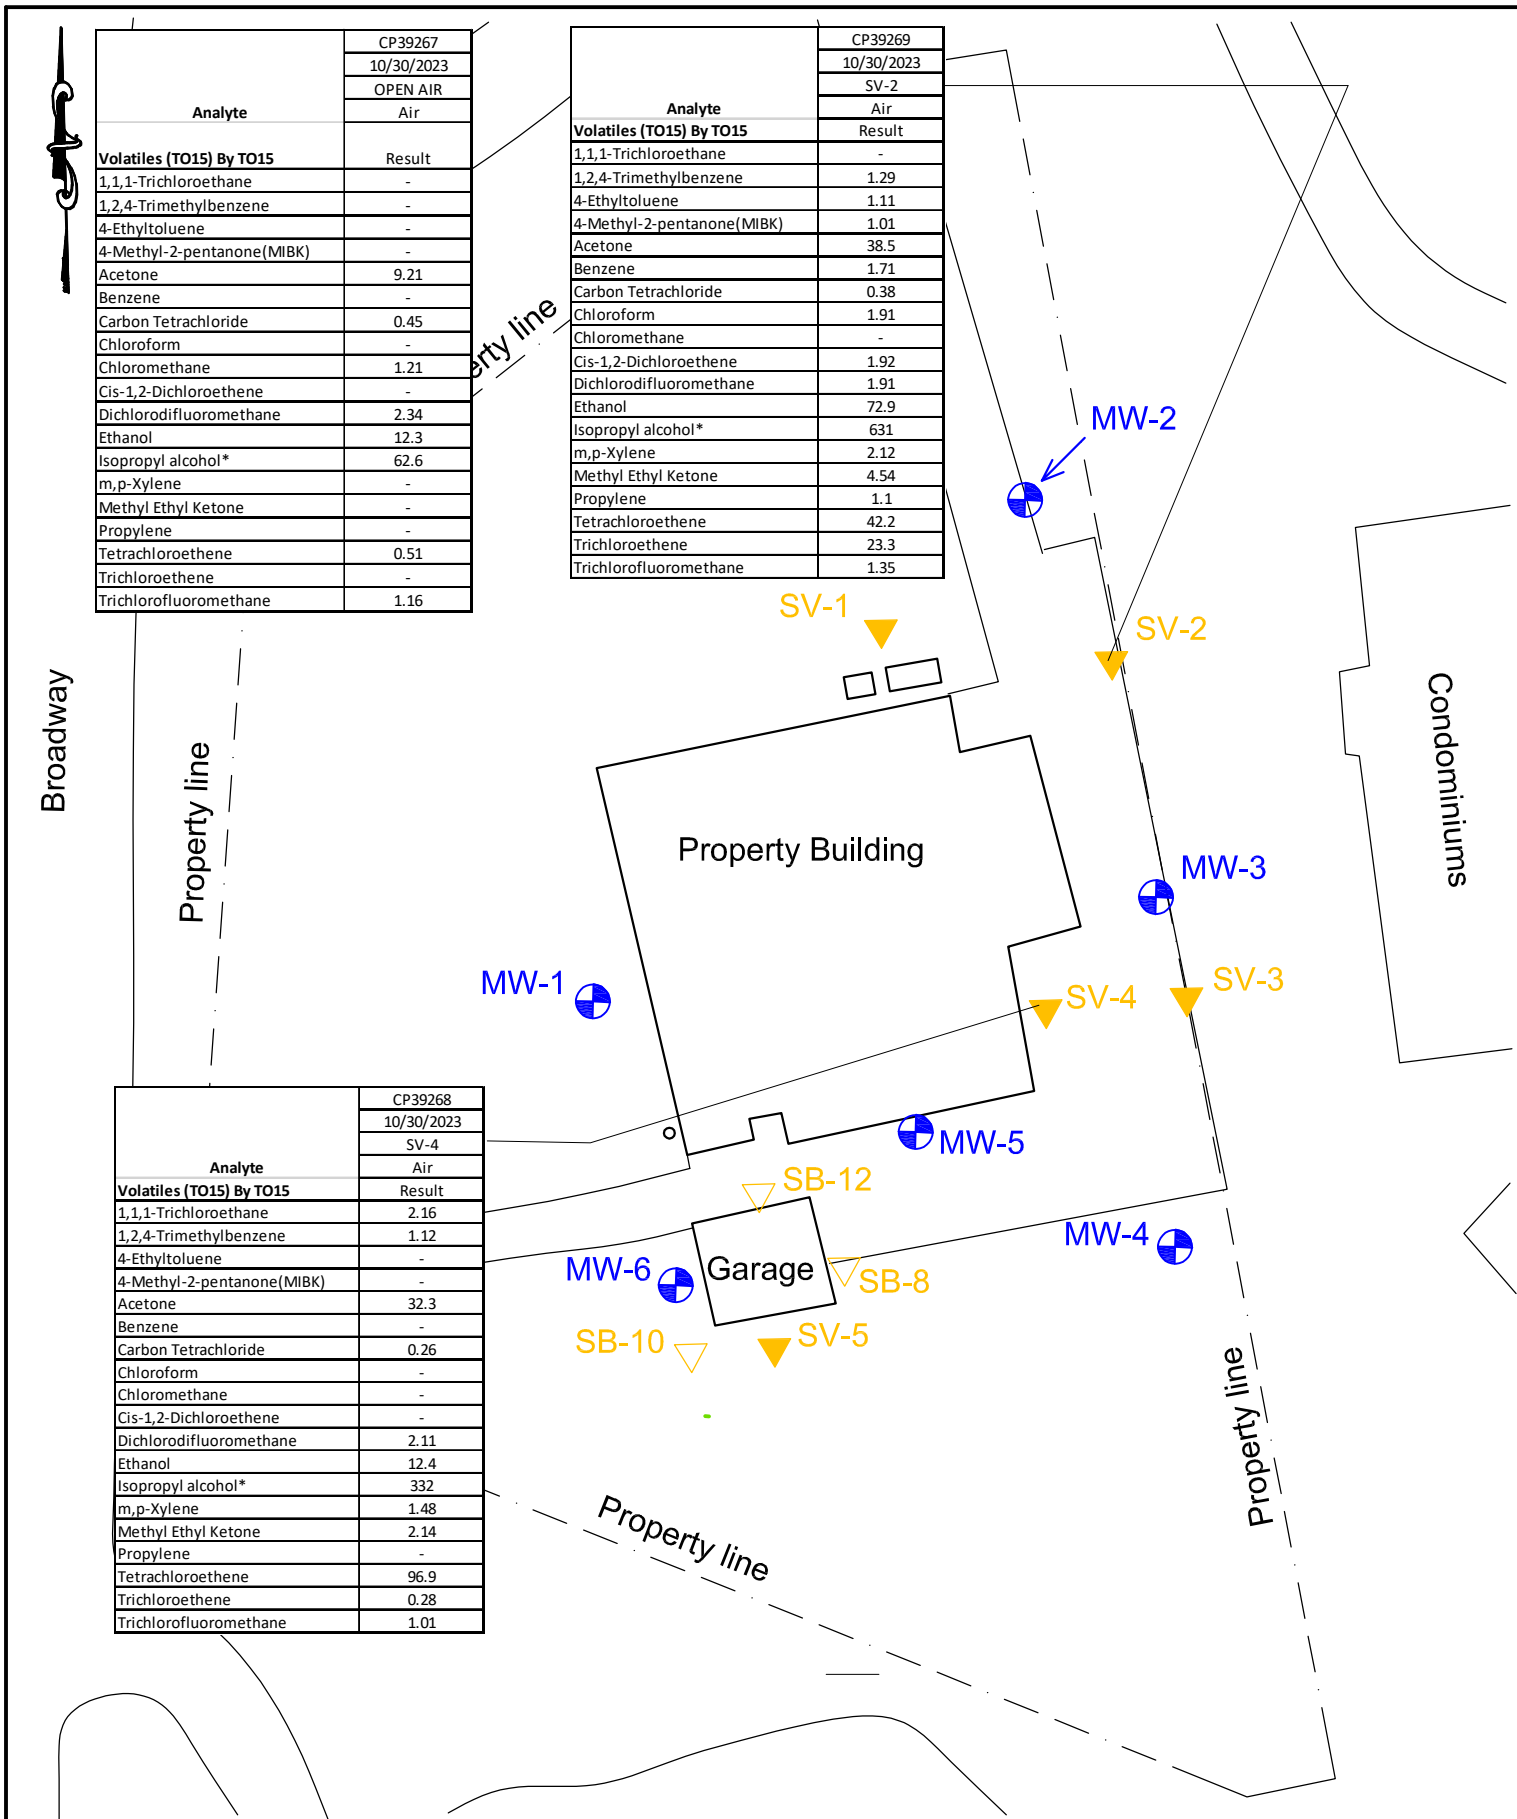 CP39267
10/30/2023
OPEN AIR
Analyte Air
Volatiles (TO15) By TO15 Result
1,1,1-Trichloroethane -
1,2,4-Trimethylbenzene -
4-Ethyltoluene -
4-Methyl-2-pentanone(MIBK) -
Acetone 9.21
Benzene -
Carbon Tetrachloride 0.45
Chloroform -
Chloromethane 1.21
Cis-1,2-Dichloroethene -
Dichlorodifluoromethane 2.34
Ethanol 12.3
Isopropyl alcohol* 62.6
m,p-Xylene -
Methyl Ethyl Ketone -
Propylene -
Tetrachloroethene 0.51
Trichloroethene -
Trichlorofluoromethane 1.16
CP39269
10/30/2023
SV-2
Analyte Air
Volatiles (TO15) By TO15 Result
1,1,1-Trichloroethane -
1,2,4-Trimethylbenzene 1.29
4-Ethyltoluene 1.11
4-Methyl-2-pentanone(MIBK) 1.01
Acetone 38.5
Benzene 1.71
Carbon Tetrachloride 0.38
Chloroform 1.91
Chloromethane -
Cis-1,2-Dichloroethene 1.92
Dichlorodifluoromethane 1.91
Ethanol 72.9
Isopropyl alcohol* 631
m,p-Xylene 2.12
Methyl Ethyl Ketone 4.54
Propylene 1.1
Tetrachloroethene 42.2
Trichloroethene 23.3
Trichlorofluoromethane 1.35
erty line
MW-2
SV-1
SV-2
Broadway
Property line
Condominiums
Property Building
MW-3
MW-1
SV-4
SV-3
MW-5
CP39268
10/30/2023
SV-4
Analyte Air
Volatiles (TO15) By TO15 Result
1,1,1-Trichloroethane 2.16
1,2,4-Trimethylbenzene 1.12
4-Ethyltoluene -
4-Methyl-2-pentanone(MIBK) -
Acetone 32.3
Benzene -
Carbon Tetrachloride 0.26
Chloroform -
Chloromethane -
Cis-1,2-Dichloroethene -
Dichlorodifluoromethane 2.11
Ethanol 12.4
Isopropyl alcohol* 332
m,p-Xylene 1.48
Methyl Ethyl Ketone 2.14
Propylene -
Tetrachloroethene 96.9
Trichloroethene 0.28
Trichlorofluoromethane 1.01
SB-12
MW-4
MW-6
Garage
SB-8
SB-10
SV-5
Property line
Property line